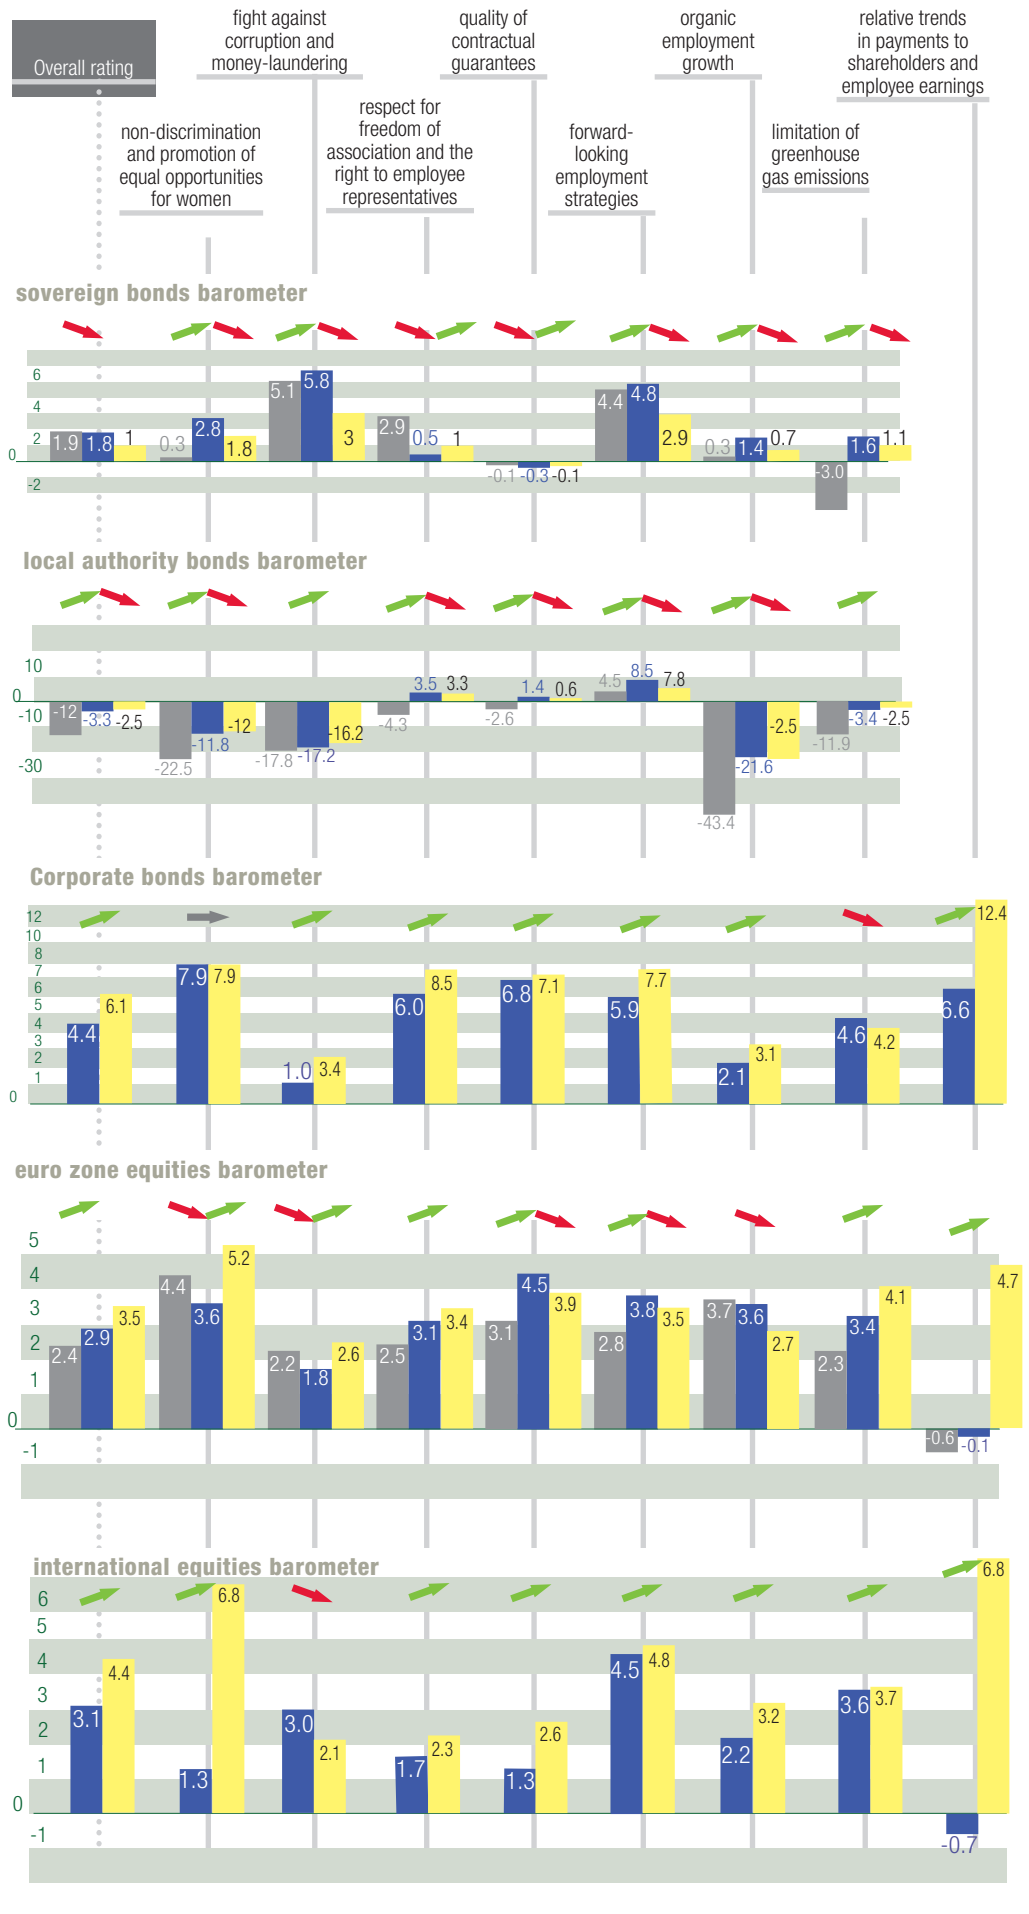 Overall rating
fight against
corruption and
money-laundering
quality of
contractual
guarantees
organic
employment
growth
relative trends
in payments to
shareholders and
employee earnings
non-discrimination
and promotion of
equal opportunities
for women
respect for
freedom of
association and the
right to employee
representatives
forward-
looking
employment
strategies
limitation of
greenhouse
gas emissions
sovereign bonds barometer
6
4
2
0
-2
1.9 1.8 1
0.3 2.8 1.8
5.1 5.8 3
2.9 0.5 1
-0.1 -0.3 -0.1
4.4 4.8 2.9
0.3 1.4 0.7
-3.0 1.6 1.1
local authority bonds barometer
10
0
-10
-30
-12 -3.3 -2.5
-22.5 -11.8 -12
-17.8 -17.2 -16.2
-4.3 3.5 3.3
-2.6 1.4 0.6
4.5 8.5 7.8
-43.4 -21.6 -2.5
-11.9 -3.4 -2.5
Corporate bonds barometer
12
10
8
7
6
5
4
3
2
1
0
4.4 6.1
7.9 7.9
1.0 3.4
6.0 8.5
6.8 7.1
5.9 7.7
2.1 3.1
4.6 4.2
6.6 12.4
euro zone equities barometer
5
4
3
2
1
0
-1
2.4 2.9 3.5
4.4 3.6 5.2
2.2 1.8 2.6
2.5 3.1 3.4
3.1 4.5 3.9
2.8 3.8 3.5
3.7 3.6 2.7
2.3 3.4 4.1
-0.6 -0.1 4.7
international equities barometer
6
5
4
3
2
1
0
-1
3.1 4.4
1.3 6.8
3.0 2.1
1.7 2.3
1.3 2.6
4.5 4.8
2.2 3.2
3.6 3.7
-0.7 6.8